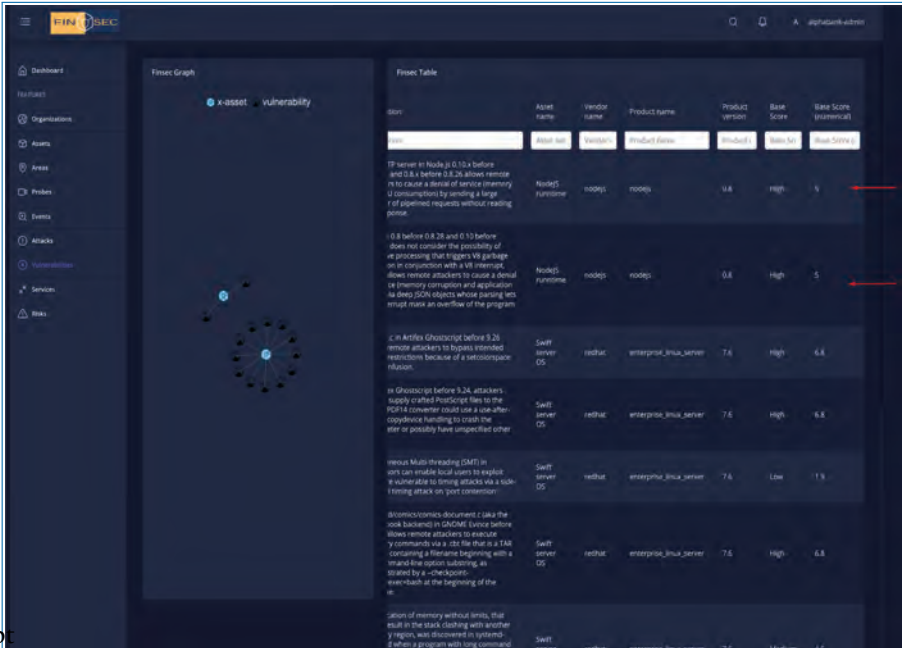 FINSEC
alphabank-admin
Dashboard
FEATURES
Organizations
Assets
Areas
Probes
Events
Attacks
Vulnerabilities
Services
Risks
Finsec Graph
x-asset vulnerability
Finsec Table
Asset name
Vendor name
Product name
Product version
Base Score
Base Score (numerical)
Product name
TP server in Node.js 0.10.x before
and 0.8.x before 0.8.26 allows remote
rs to cause a denial of service (memory
U consumption) by sending a large
r of pipelined requests without reading
ponse.
NodeJS runntime
nodejs
nodejs
0.8
High
5
0.8 before 0.8.28 and 0.10 before
does not consider the possibility of
ve processing that triggers V8 garbage
on in conjunction with a V8 interrupt,
llows remote attackers to cause a denial
ce (memory corruption and application
ia deep JSON objects whose parsing lets
errupt mask an overflow of the program
NodeJS runntime
nodejs
nodejs
0.8
High
5
c in Artifex Ghostscript before 9.26
remote attackers to bypass intended
restrictions because of a setcolorspace
nfusion.
Swift server OS
redhat
enterprise_linux_server
7.6
High
6.8
ex Ghostscript before 9.24, attackers
supply crafted PostScript files to the
PDF14 converter could use a use-after-
copydevice handling to crash the
eter or possibly have unspecified other
Swift server OS
redhat
enterprise_linux_server
7.6
High
6.8
neous Multi-threading (SMT) in
sors can enable local users to exploit
e vulnerable to timing attacks via a side-
l timing attack on 'port contention'
Swift server OS
redhat
enterprise_linux_server
7.6
Low
1.9
d/comics/comics-document.c (aka the
ook backend) in GNOME Evince before
llows remote attackers to execute
ry commands via a .cbt file that is a TAR
containing a filename beginning with a
mmand-line option substring, as
strated by a --checkpoint-
=exec=bash at the beginning of the
Swift server OS
redhat
enterprise_linux_server
7.6
High
6.8
cation of memory without limits, that
result in the stack clashing with another
y region, was discovered in systemd-
d when a program with long command
Swift